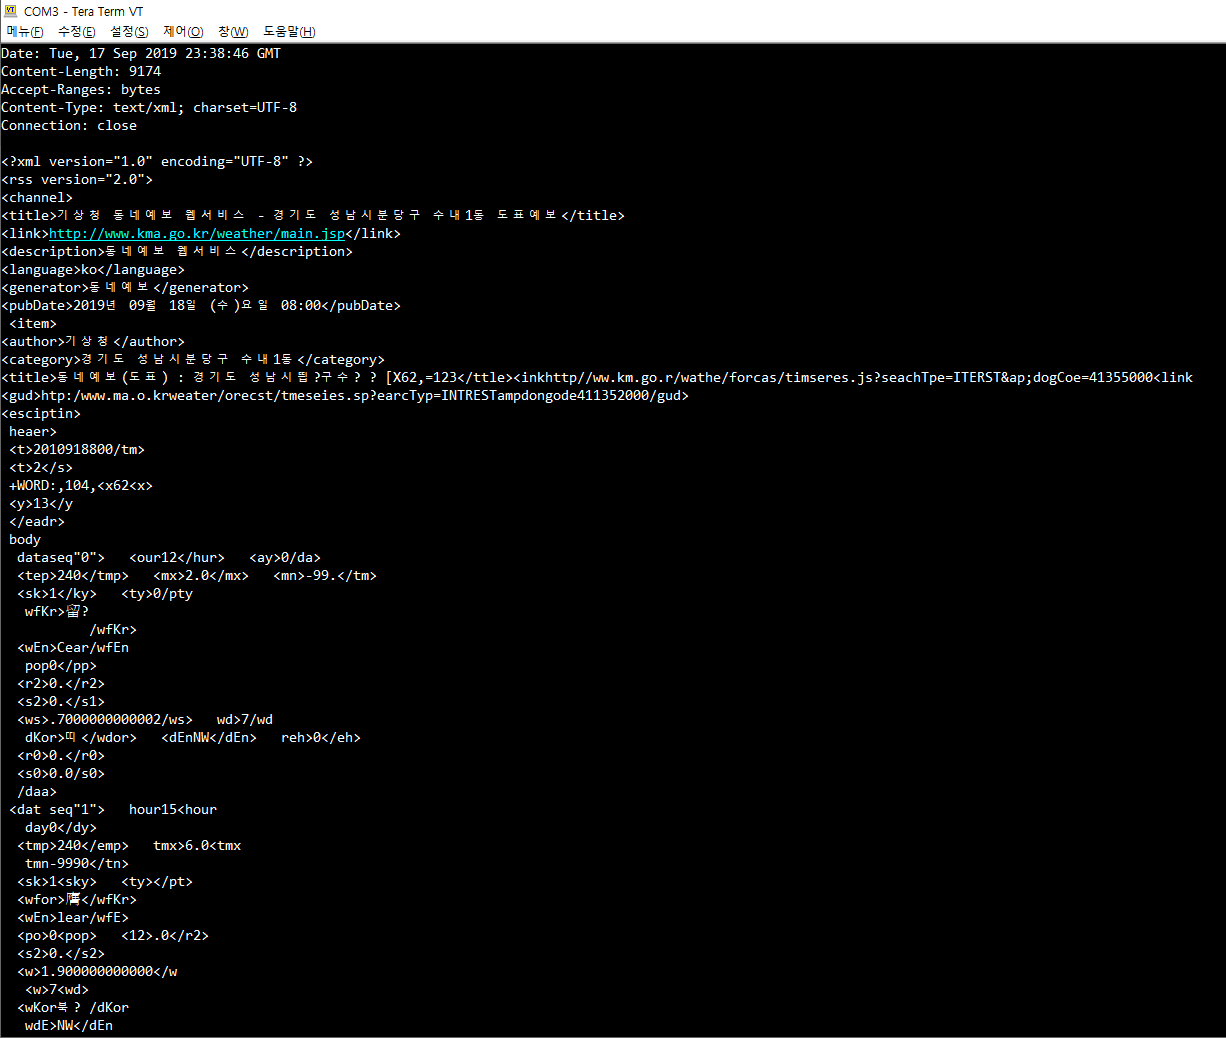 COM3 - Tera Term VT
메뉴(F) 수정(E) 설정(S) 제어(O) 창(W) 도움말(H)
Date: Tue, 17 Sep 2019 23:38:46 GMT
Content-Length: 9174
Accept-Ranges: bytes
Content-Type: text/xml; charset=UTF-8
Connection: close
<?xml version="1.0" encoding="UTF-8" ?>
<rss version="2.0">
<channel>
<title>기상청 동네예보 웹서비스 - 경기도 성남시분당구 수내1동 도표예보</title>
<link>http://www.kma.go.kr/weather/main.jsp</link>
<description>동네예보 웹서비스</description>
<language>ko</language>
<generator>동네예보</generator>
<pubDate>2019년 09월 18일 (수)요일 08:00</pubDate>
<item>
<author>기상청</author>
<category>경기도 성남시분당구 수내1동</category>
<title>동네예보(도표) : 경기도 성남시띕?구수? ? [X62,=123</ttle><inkhttp//ww.km.go.r/wathe/forcas/timseres.js?seachTpe=ITERST&ap;dogCoe=41355000<link
<gud>htp:/www.ma.o.krweater/orecst/tmeseies.sp?earcTyp=INTRESTampdongode411352000/gud>
<esciptin>
heaer>
<t>2010918800/tm>
<t>2</s>
+WORD:,104,<x62<x>
<y>13</y
</eadr>
body
dataseq"0"> <our12</hur> <ay>0/da>
<tep>240</tmp> <mx>2.0</mx> <mn>-99.</tm>
<sk>1</ky> <ty>0/pty
wfKr>留?
/wfKr>
<wEn>Cear/wfEn
pop0</pp>
<r2>0.</r2>
<s2>0.</s1>
<ws>.7000000000002/ws> wd>7/wd
dKor>띠</wdor> <dEnNW</dEn> reh>0</eh>
<r0>0.</r0>
<s0>0.0/s0>
/daa>
<dat seq"1"> hour15<hour
day0</dy>
<tmp>240</emp> tmx>6.0<tmx
tmn-9990</tn>
<sk>1<sky> <ty></pt>
<wfor></wfKr>
<wEn>lear/wfE>
<po>0<pop> <12>.0</r2>
<s2>0.</s2>
<w>1.900000000000</w
<w>7<wd>
<wKor북? /dKor
wdE>NW</dEn